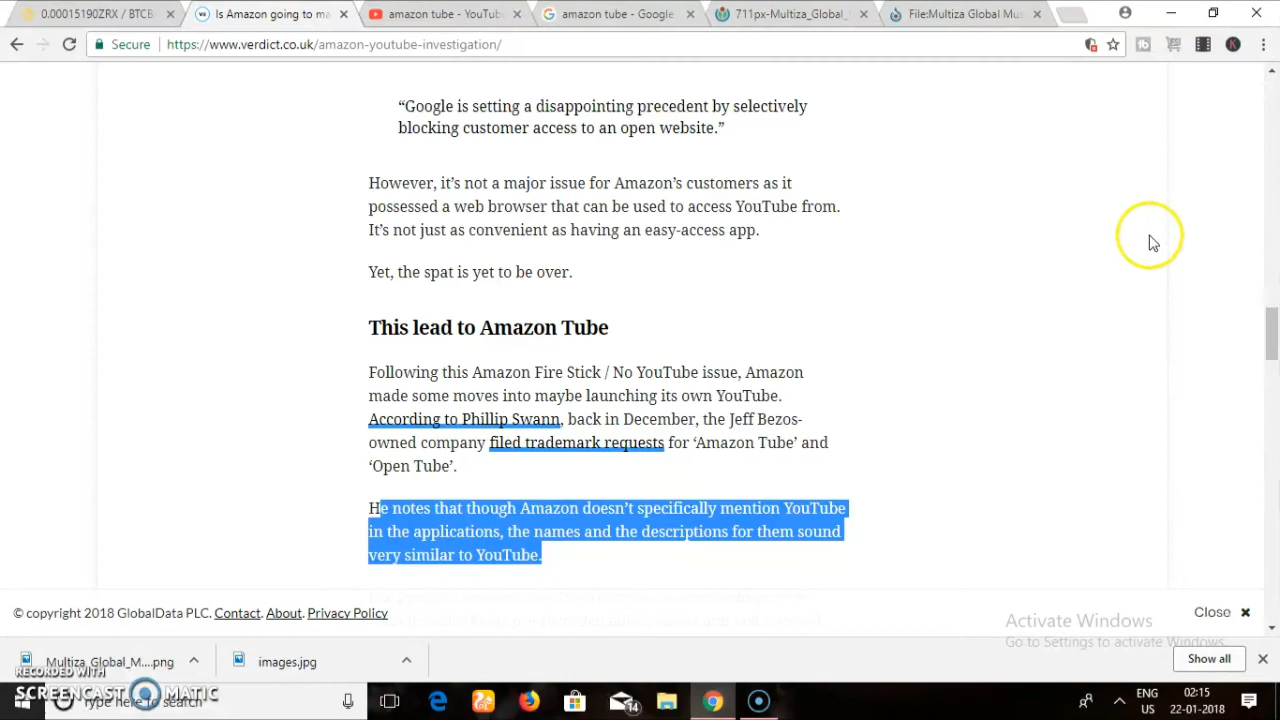 0.00015190ZRX / BTCB
Is Amazon going to ma
amazon tube - YouTub
amazon tube - Google
711px-Multiza_Global_
File:Multiza Global Mus
Secure
https://www.verdict.co.uk/amazon-youtube-investigation/
“Google is setting a disappointing precedent by selectively
blocking customer access to an open website.”
However, it’s not a major issue for Amazon’s customers as it
possessed a web browser that can be used to access YouTube from.
It’s not just as convenient as having an easy-access app.
Yet, the spat is yet to be over.
This lead to Amazon Tube
Following this Amazon Fire Stick / No YouTube issue, Amazon
made some moves into maybe launching its own YouTube.
According to Phillip Swann, back in December, the Jeff Bezos-
owned company filed trademark requests for ‘Amazon Tube’ and
‘Open Tube’.
He notes that though Amazon doesn’t specifically mention YouTube
in the applications, the names and the descriptions for them sound
very similar to YouTube.
© copyright 2018 GlobalData PLC. Contact. About. Privacy Policy
Close
Activate Windows
Go to Settings to activate Windows.
Multiza_Global_M....png
images.jpg
Show all
RECORDED WITH
SCREENCAST MATIC
Type here to search
14
ENG
US
02:15
22-01-2018